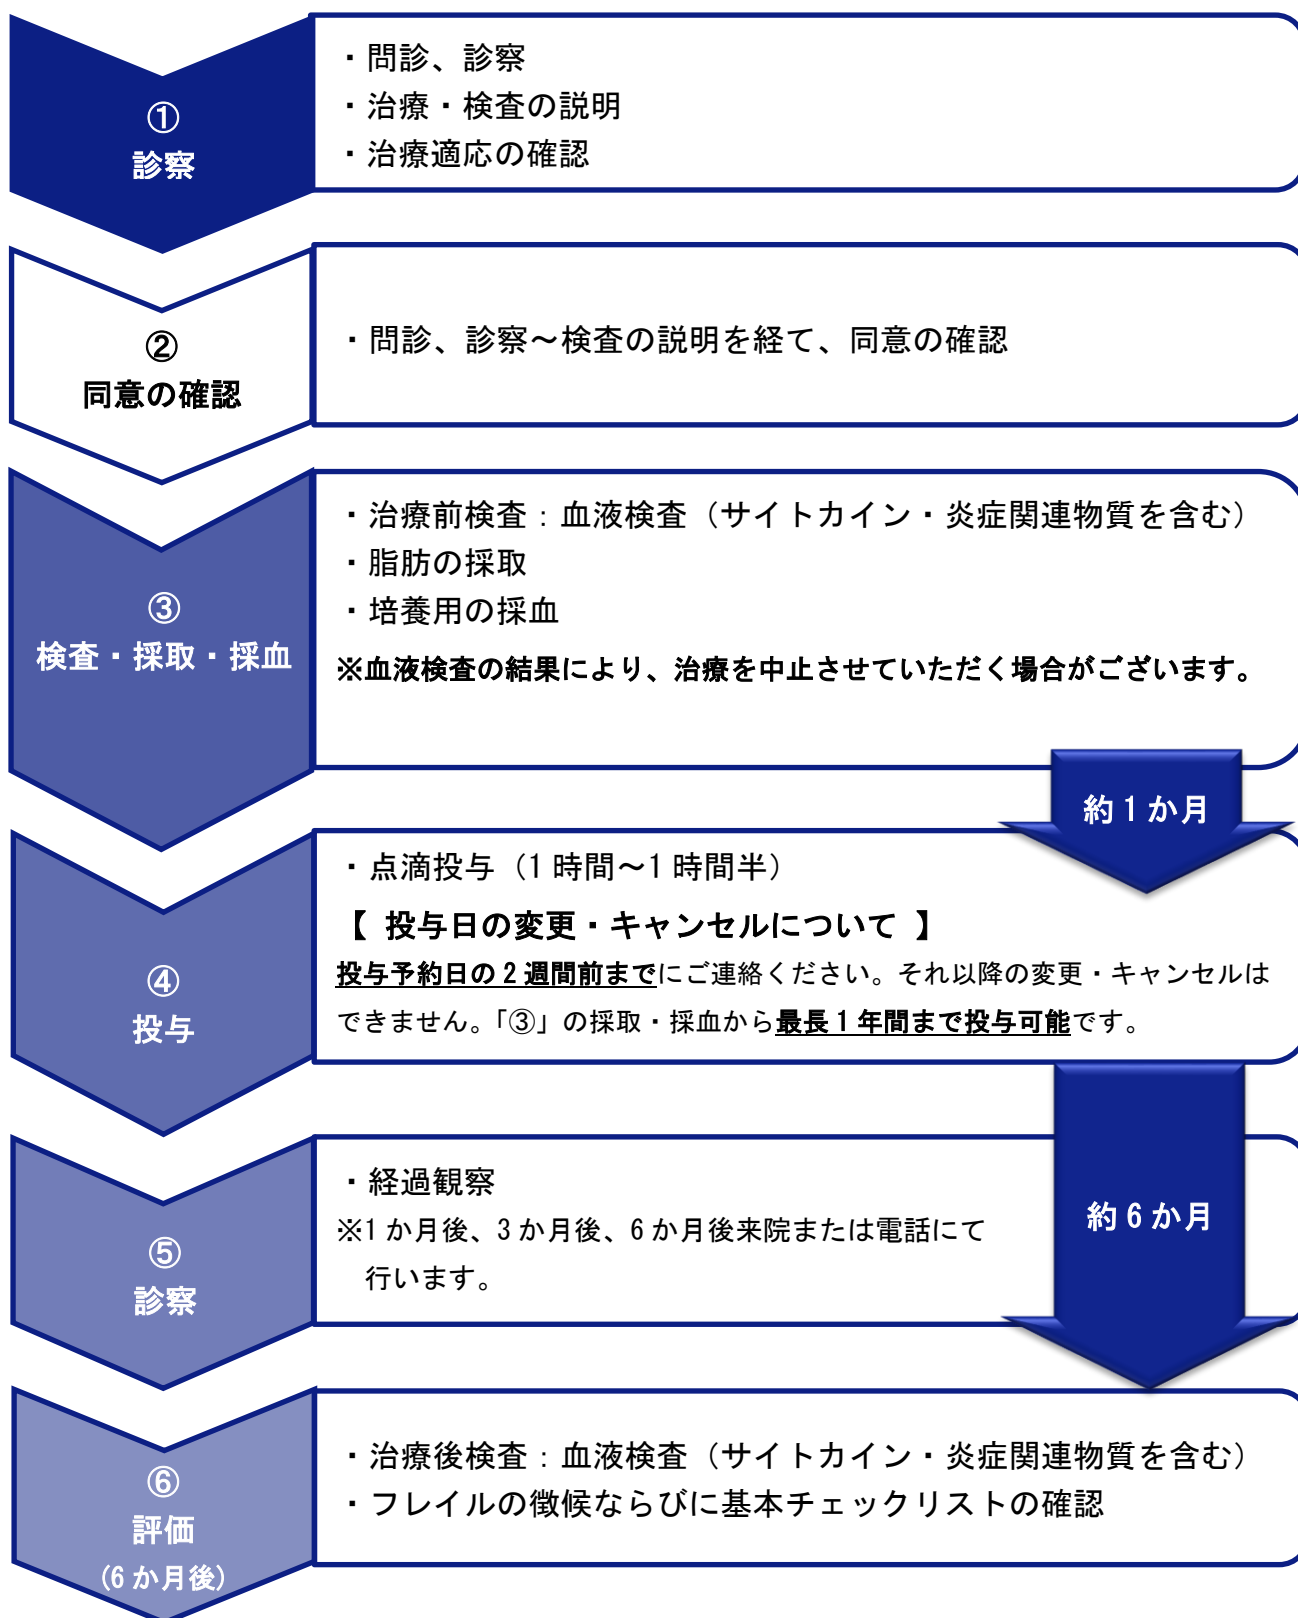 ①
診察
・問診、診察
・治療・検査の説明
・治療適応の確認
②
同意の確認
・問診、診察～検査の説明を経て、同意の確認
③
検査・採取・採血
・治療前検査：血液検査（サイトカイン・炎症関連物質を含む）
・脂肪の採取
・培養用の採血
※血液検査の結果により、治療を中止させていただく場合がございます。
約1か月
④
投与
・点滴投与（1時間～1時間半）
【 投与日の変更・キャンセルについて 】
投与予約日の2週間前までにご連絡ください。それ以降の変更・キャンセルは
できません。「③」の採取・採血から最長1年間まで投与可能です。
約6か月
⑤
診察
・経過観察
※1か月後、3か月後、6か月後来院または電話にて
行います。
⑥
評価
(6か月後)
・治療後検査：血液検査（サイトカイン・炎症関連物質を含む）
・フレイルの徴候ならびに基本チェックリストの確認